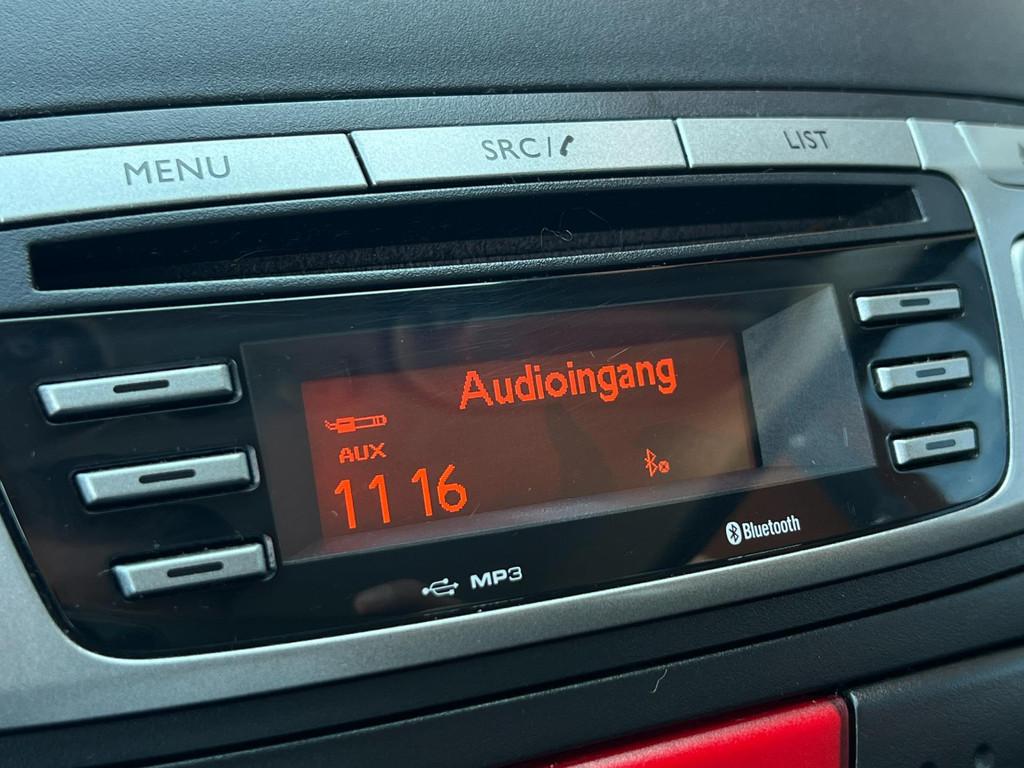 MENU
SRC/
LIST
Audioingang
AUX
11 16
MP3
Bluetooth